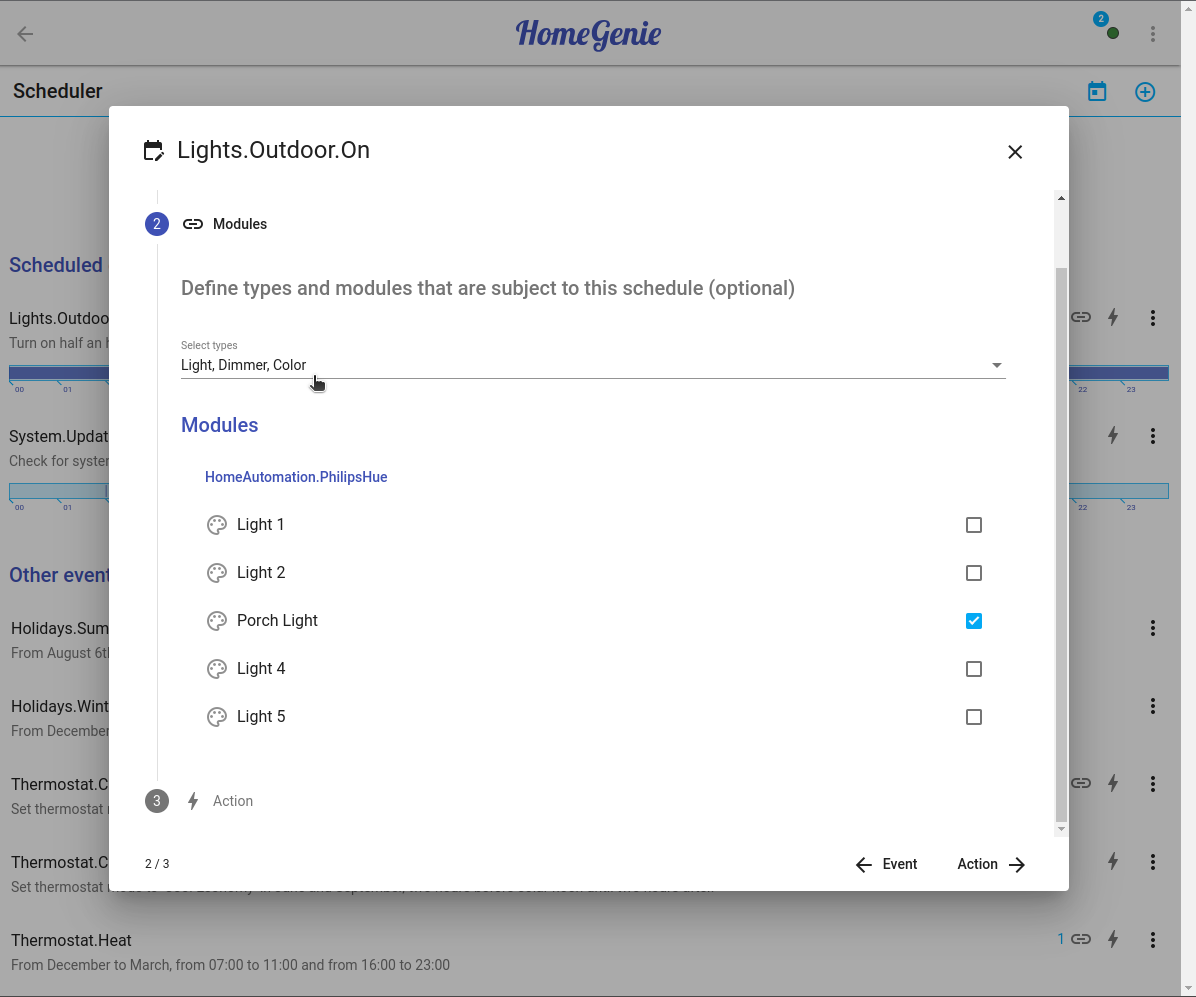 HomeGenie
2
Scheduler
Lights.Outdoor.On
2 Modules
Scheduled
Define types and modules that are subject to this schedule (optional)
Lights.Outdoo
Turn on half an h
Select types
Light, Dimmer, Color
00 01 22 23
Modules
System.Updat
Check for system
HomeAutomation.PhilipsHue
00 01 22 23
Light 1
Light 2
Other event
Porch Light
Holidays.Sum
From August 6th
Light 4
Holidays.Wint
From December
Light 5
Thermostat.C
Set thermostat
3 Action
Thermostat.C
2 / 3
Event
Action
Set thermostat
Thermostat.Heat
1
From December to March, from 07:00 to 11:00 and from 16:00 to 23:00